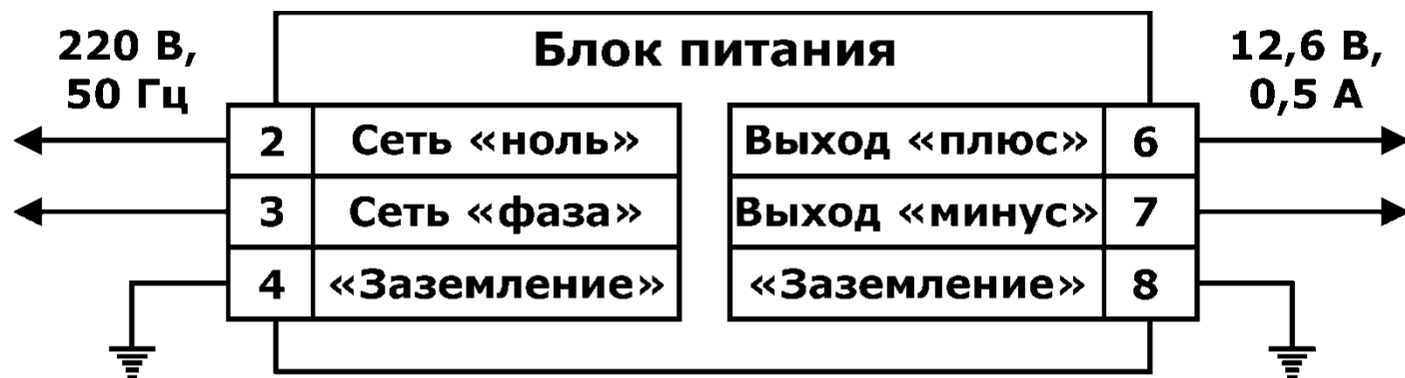 Блок питания
220 В,
50 Гц
12,6 В,
0,5 А
2 Сеть «ноль»
3 Сеть «фаза»
4 «Заземление»
Выход «плюс» 6
Выход «минус» 7
«Заземление» 8